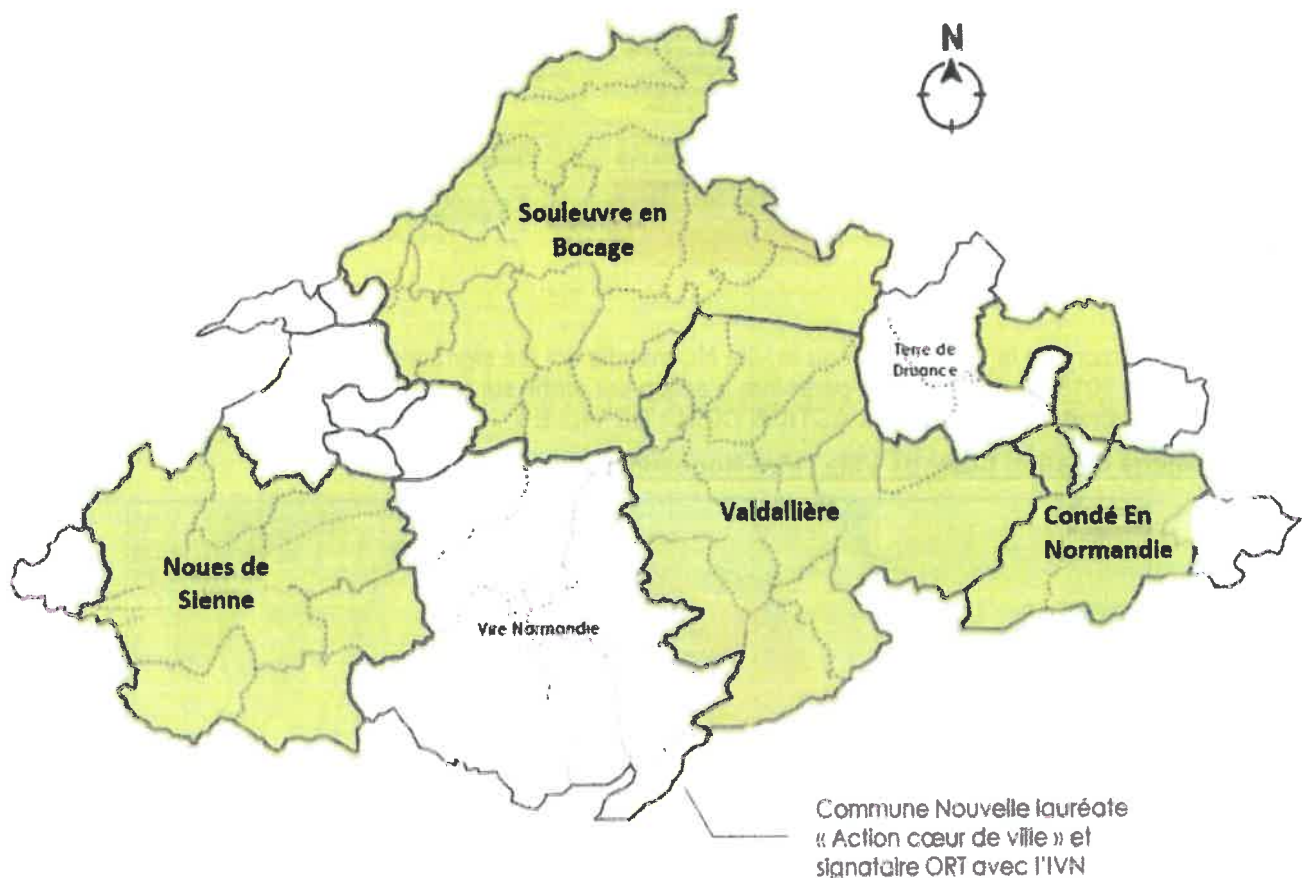 N
Souleuvre en
Bocage
Terre de
Druance
Valdallière
Condé En
Normandie
Noues de
Sienne
Vire Normandie
Commune Nouvelle lauréate
« Action cœur de ville » et
signataire ORT avec l'IVN